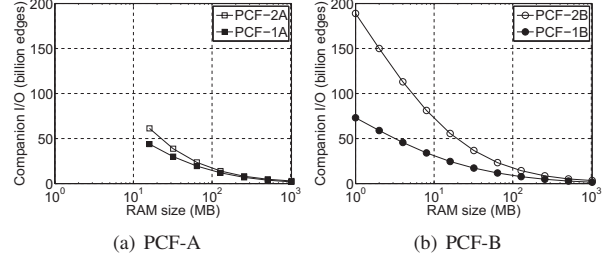 200
150
100
50
0
Companion I/O (billion edges)
PCF-2A
PCF-1A
10^0
10^1
10^2
10^3
RAM size (MB)
(a) PCF-A
200
150
100
50
0
Companion I/O (billion edges)
PCF-2B
PCF-1B
10^0
10^1
10^2
10^3
RAM size (MB)
(b) PCF-B